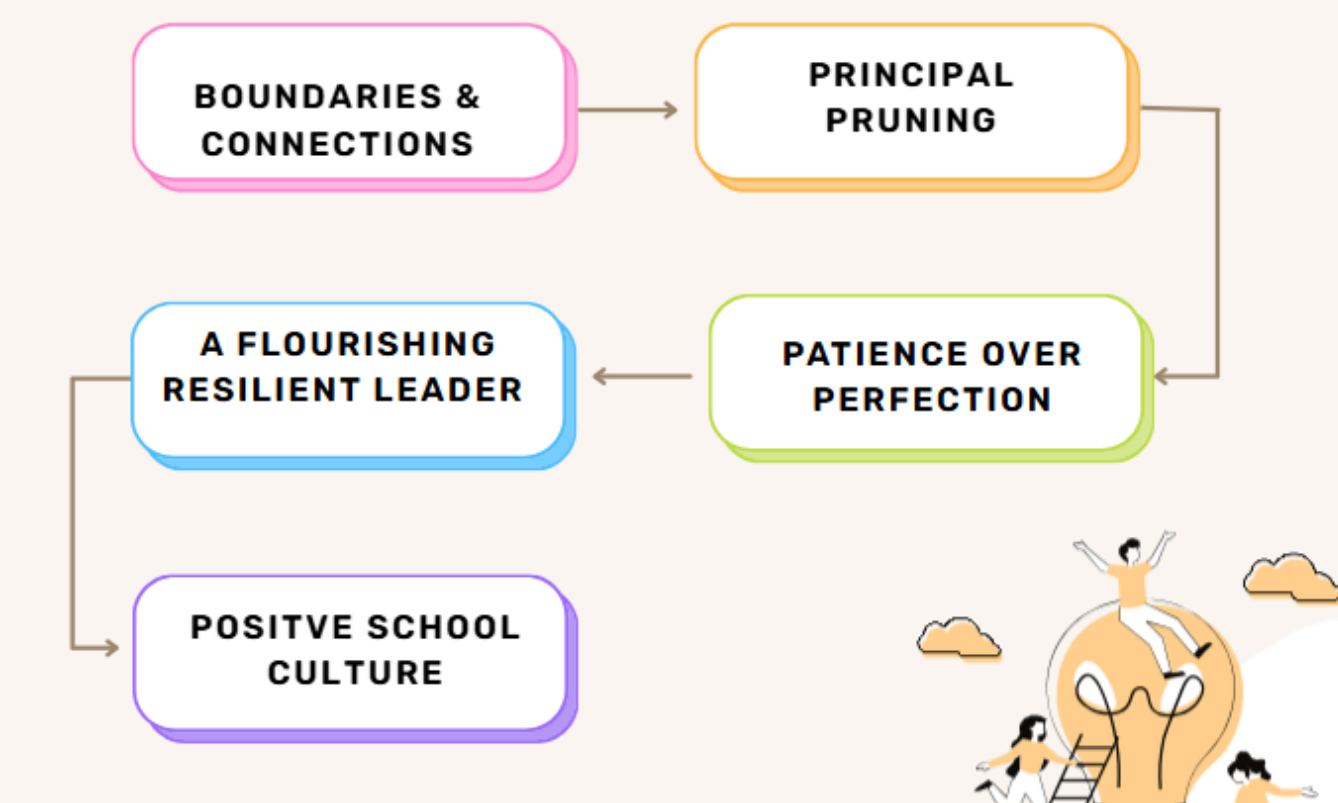 BOUNDARIES &
CONNECTIONS
PRINCIPAL
PRUNING
PATIENCE OVER
PERFECTION
A FLOURISHING
RESILIENT LEADER
POSITVE SCHOOL
CULTURE